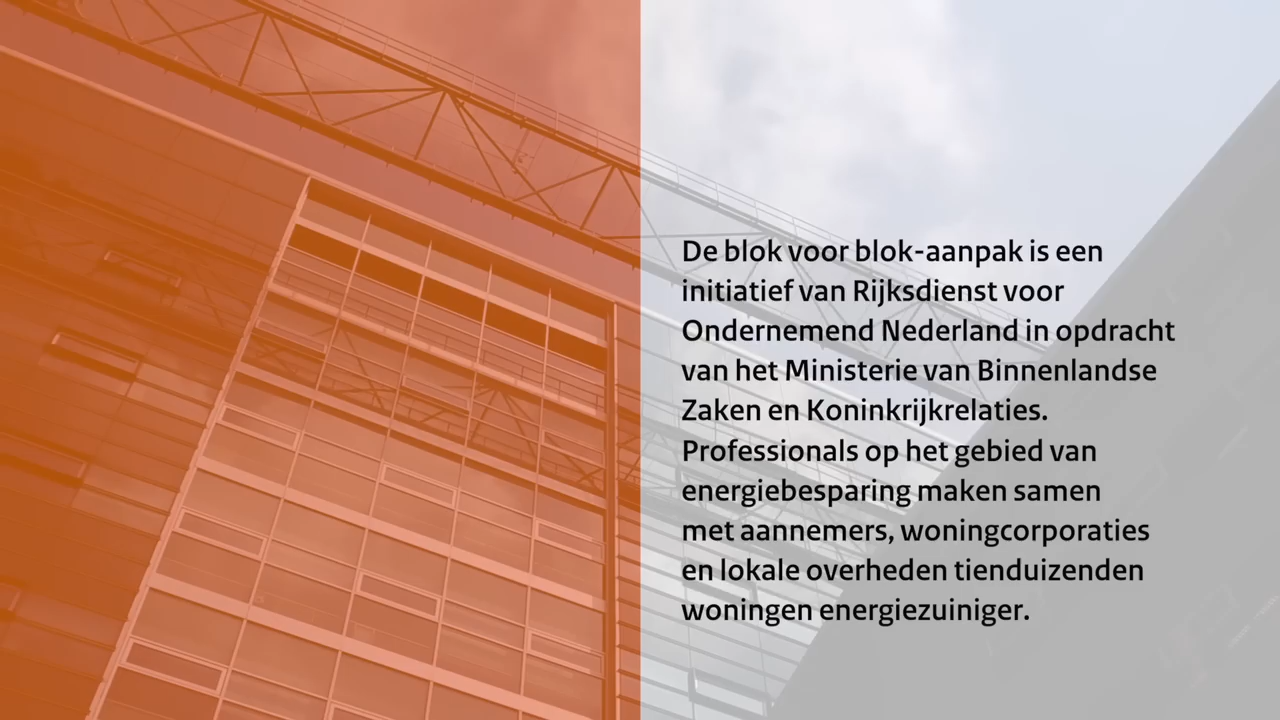 De blok voor blok-aanpak is een
initiatief van Rijksdienst voor
Ondernemend Nederland in opdracht
van het Ministerie van Binnenlandse
Zaken en Koninkrijkrelaties.
Professionals op het gebied van
energiebesparing maken samen
met aannemers, woningcorporaties
en lokale overheden tienduizenden
woningen energiezuiniger.